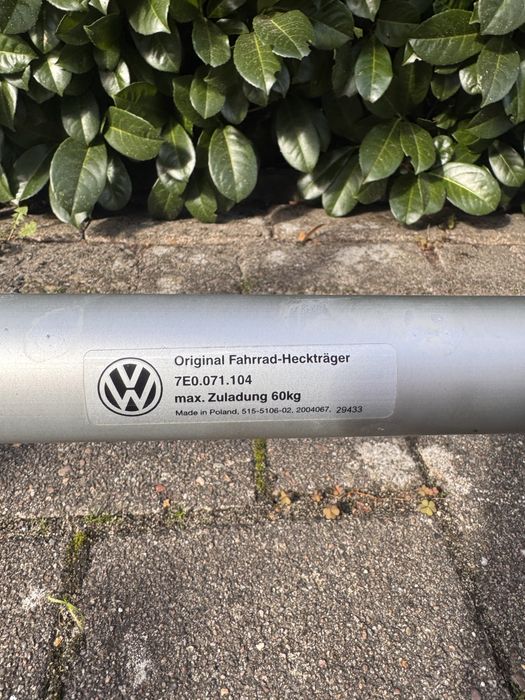 Original Fahrrad-Heckträger
7E0.071.104
max. Zuladung 60kg
Made in Poland, 515-5106-02, 2004067, 29433